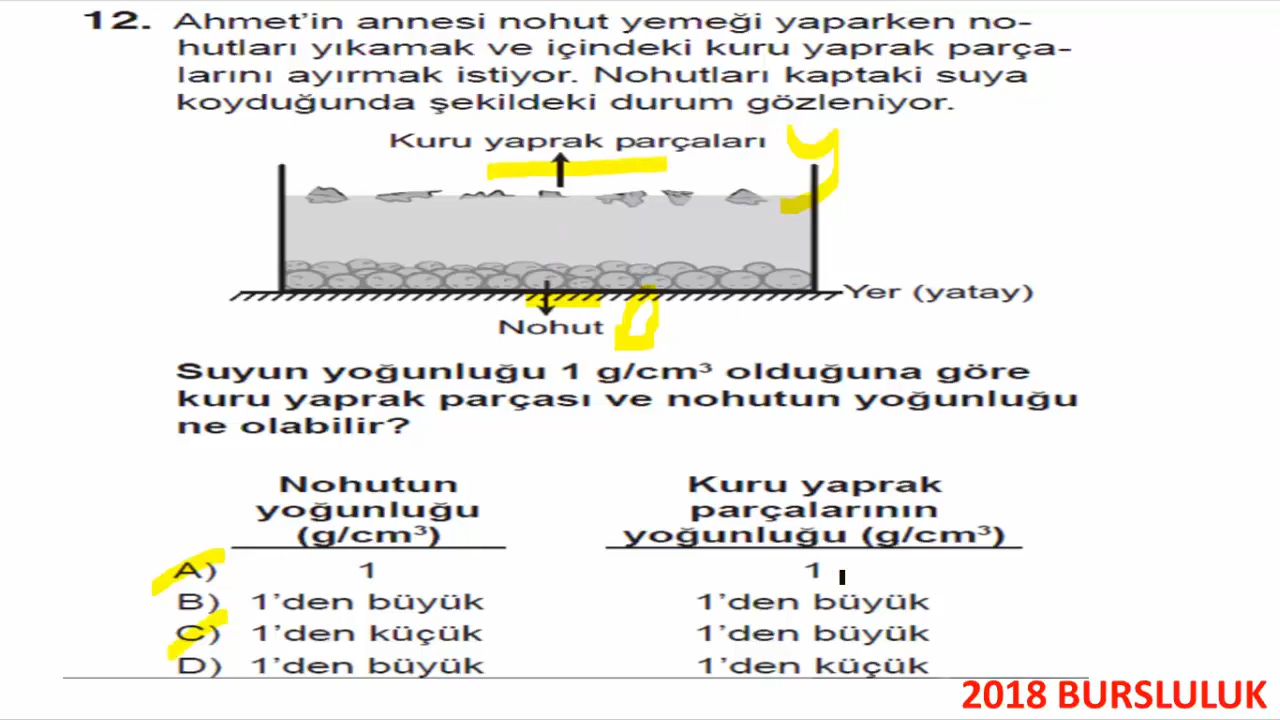 12. Ahmet’in annesi nohut yemeği yaparken no-
hutları yıkamak ve içindeki kuru yaprak parça-
larını ayırmak istiyor. Nohutları kaptaki suya
koyduğunda şekildeki durum gözleniyor.
Kuru yaprak parçaları
Yer (yatay)
Nohut
Suyun yoğunluğu 1 g/cm³ olduğuna göre
kuru yaprak parçası ve nohutun yoğunluğu
ne olabilir?
Nohutun Kuru yaprak
yoğunluğu parçalarının
(g/cm³) yoğunluğu (g/cm³)
A) 1 1
B) 1’den büyük 1’den büyük
C) 1’den küçük 1’den büyük
D) 1’den büyük 1’den küçük
2018 BURSLULUK